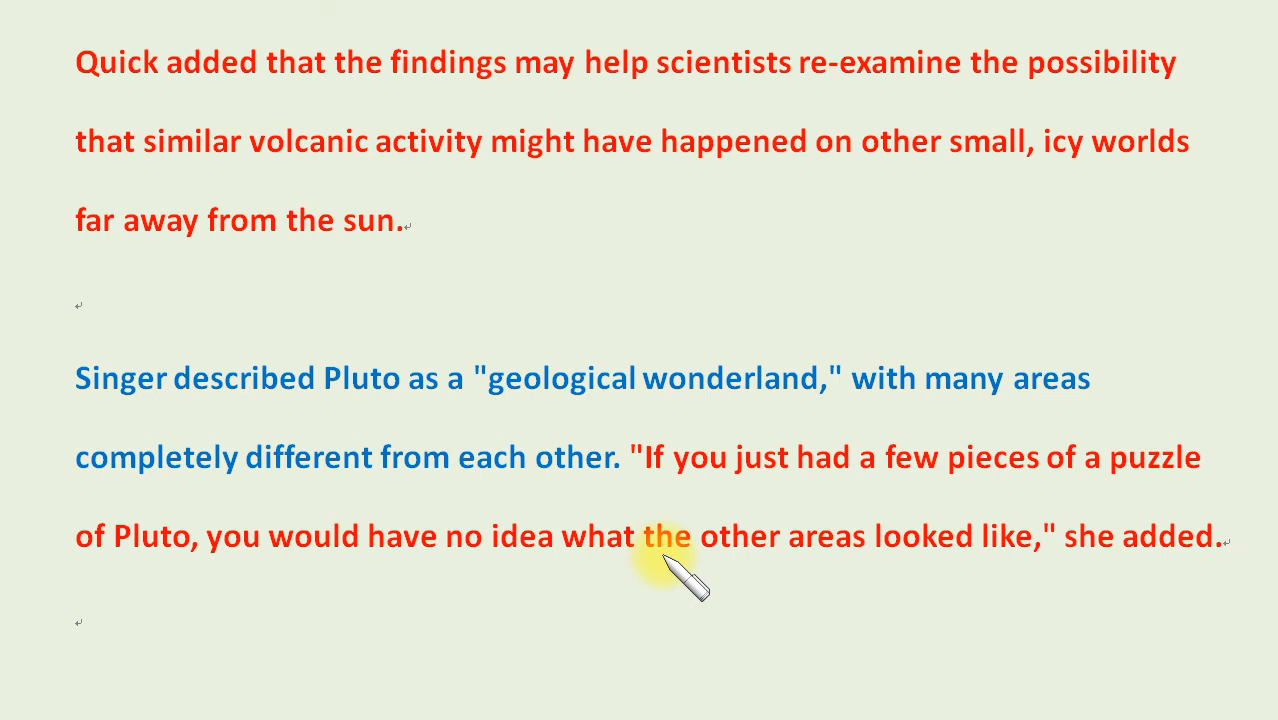 Quick added that the findings may help scientists re-examine the possibility
that similar volcanic activity might have happened on other small, icy worlds
far away from the sun.
Singer described Pluto as a "geological wonderland," with many areas
completely different from each other. "If you just had a few pieces of a puzzle
of Pluto, you would have no idea what the other areas looked like," she added.